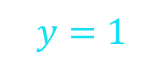 y = 1